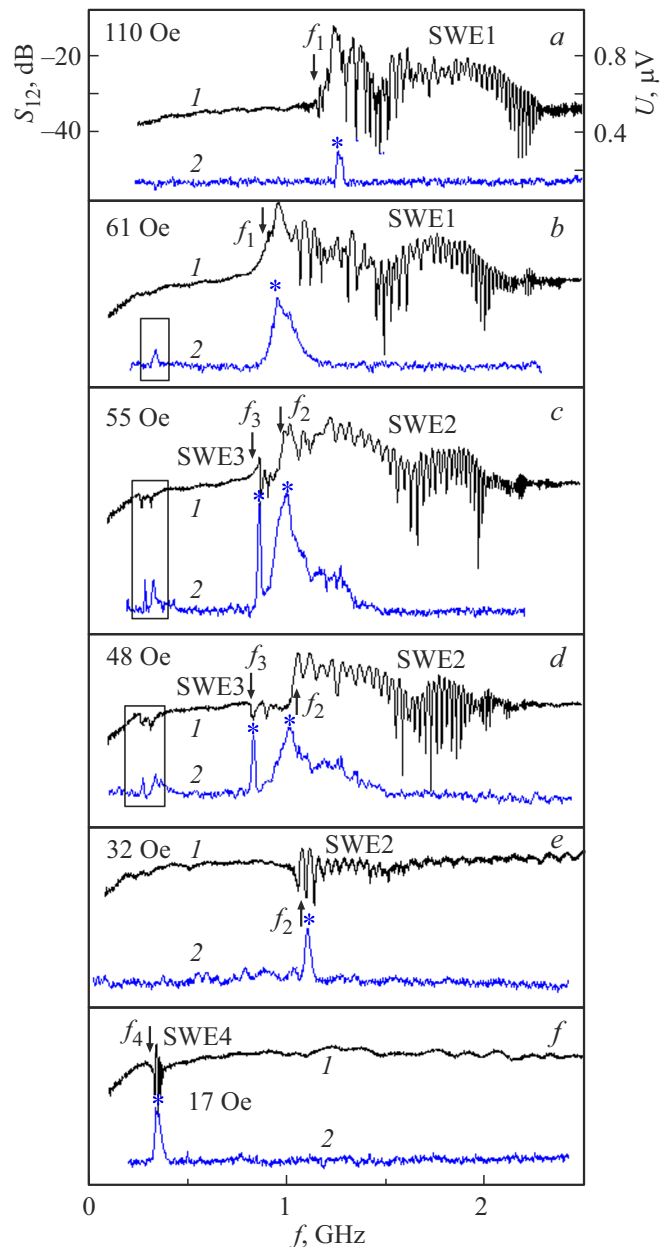 110 Oe f1 SWE1 a
S12, dB
–20
–40
0.8
0.4
U, μV
1
*
2
61 Oe f1 SWE1 b
1
*
2
55 Oe f3 f2 c
SWE3 SWE2
1
* *
2
48 Oe f3 d
SWE3 SWE2
1 f2
* *
2
32 Oe 1 SWE2 e
f2 *
2
f4 SWE4 1 f
* 17 Oe
2
0 1 2
f, GHz